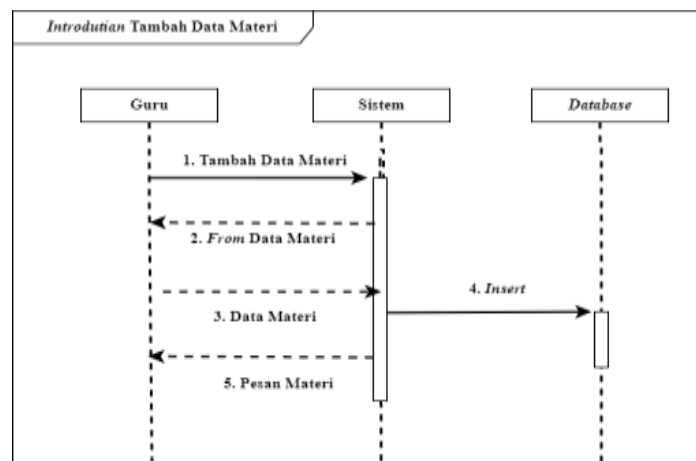 Introdutian Tambah Data Materi
Guru
Sistem
Database
1. Tambah Data Materi
2. From Data Materi
3. Data Materi
4. Insert
5. Pesan Materi